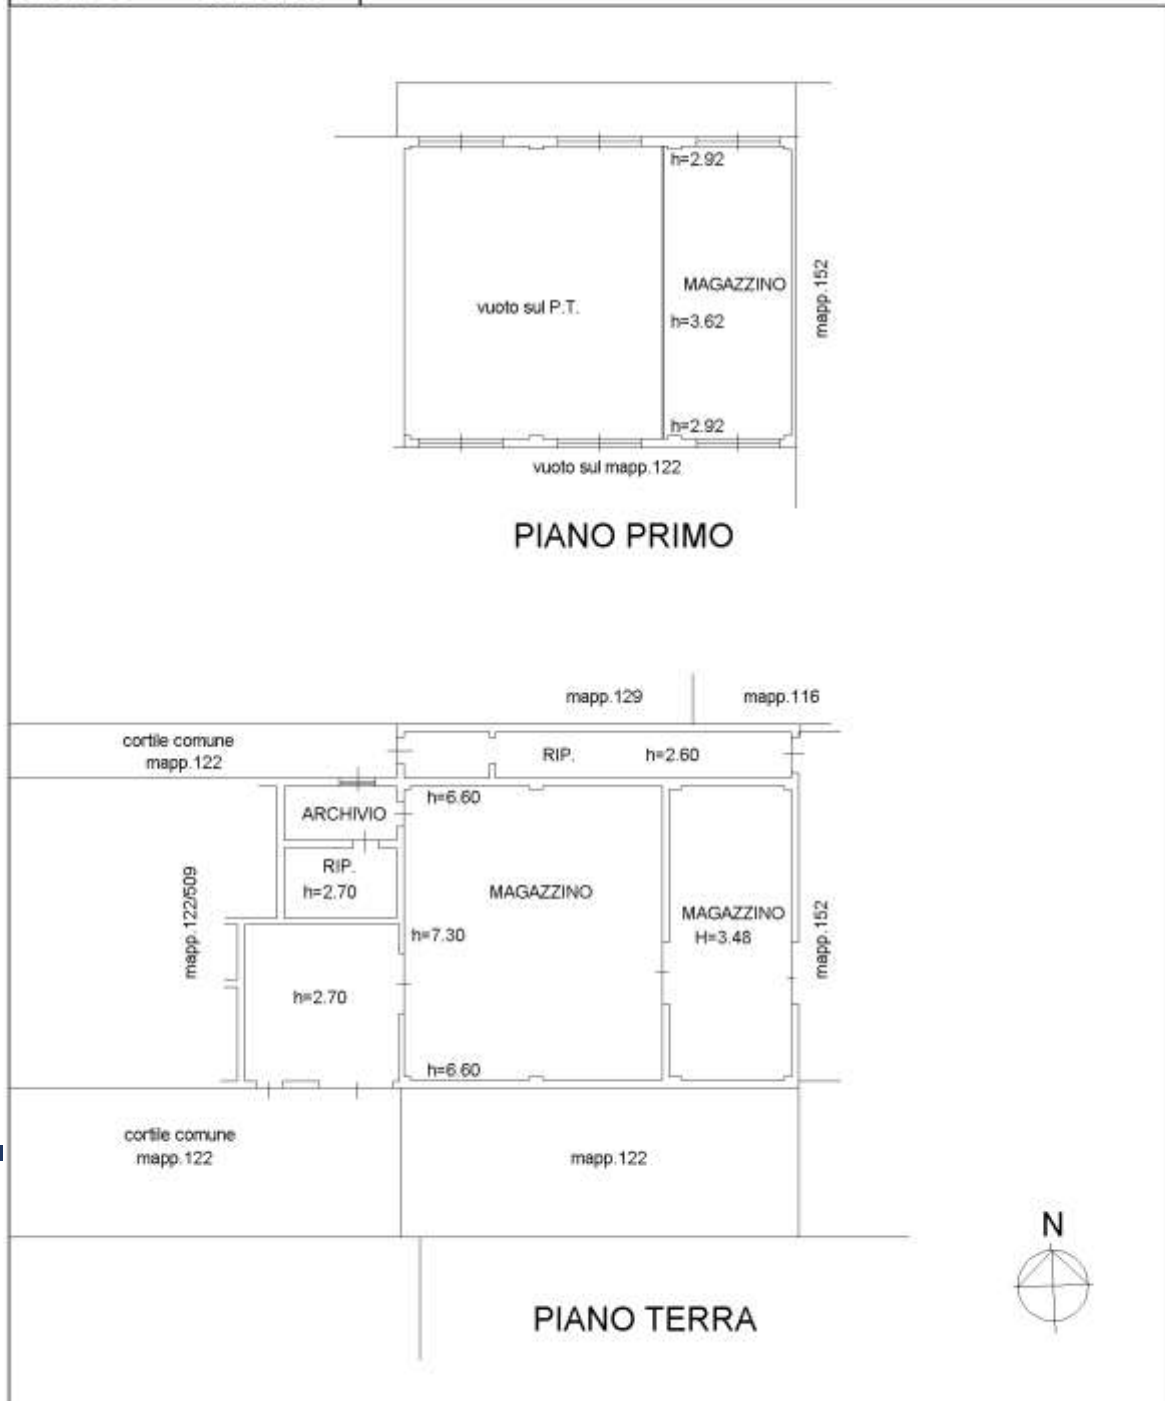 h=2.92
MAGAZZINO
vuoto sul P.T.
h=3.62
mapp.152
h=2.92
vuoto sul mapp.122
PIANO PRIMO
mapp.129
mapp.116
cortile comune
mapp.122
RIP.
h=2.60
h=6.60
ARCHIVIO
RIP.
h=2.70
MAGAZZINO
mapp.122/509
h=7.30
MAGAZZINO
H=3.48
mapp.152
h=2.70
h=6.60
cortile comune
mapp.122
mapp.122
N
PIANO TERRA